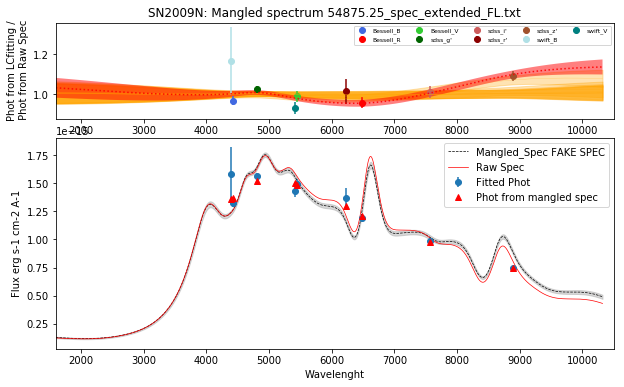 SN2009N: Mangled spectrum 54875.25_spec_extended_FL.txt
Phot from LCfitting /
Phot from Raw Spec
1.2
1.0
Bessell_B
Bessell_R
Bessell_V
sdss_g'
sdss_i'
sdss_r'
sdss_z'
swift_B
swift_V
2000 3000 4000 5000 6000 7000 8000 9000 10000
Flux erg s-1 cm-2 A-1
1.75
1.50
1.25
1.00
0.75
0.50
0.25
Mangled_Spec FAKE SPEC
Raw Spec
Fitted Phot
Phot from mangled spec
2000 3000 4000 5000 6000 7000 8000 9000 10000
Wavelenght